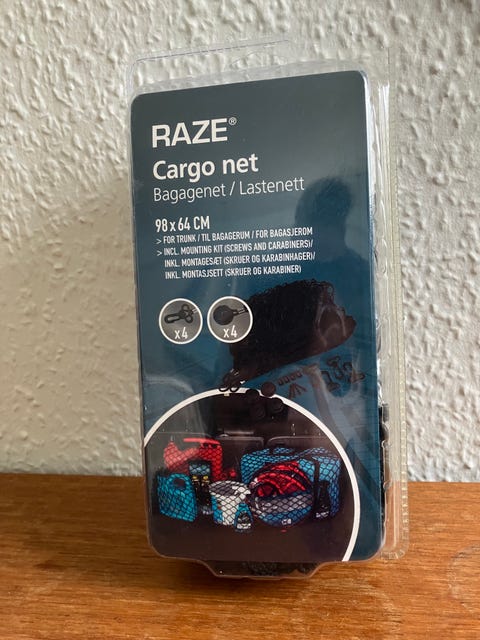 RAZE®
Cargo net
Bagagenet / Lastenett
98 x 64 CM
> FOR TRUNK / TIL BAGAGERUM / FOR BAGASJEROM
> INCL. MOUNTING KIT (SCREWS AND CARABINERS)/
INKL. MONTAGESÆT (SKRUER OG KARABINHAGER)/
INKL. MONTASJSETT (SKRUER OG KARABINER)
x4
x4